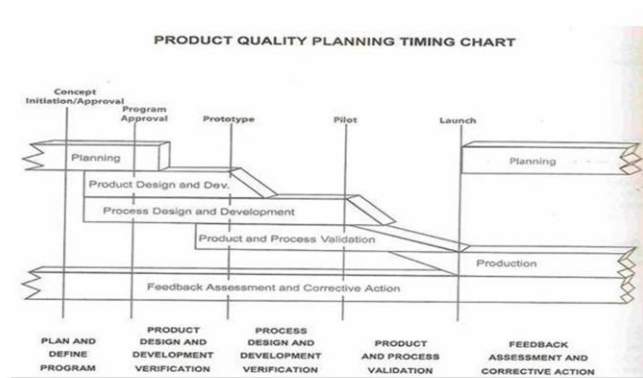 PRODUCT QUALITY PLANNING TIMING CHART
Concept
Initiation/Approval
Program
Approval
Prototype
Pilot
Launch
Planning
Planning
Product Design and Dev.
Process Design and Development
Product and Process Validation
Production
Feedback Assessment and Corrective Action
PLAN AND
DEFINE
PROGRAM
PRODUCT
DESIGN AND
DEVELOPMENT
VERIFICATION
PROCESS
DESIGN AND
DEVELOPMENT
VERIFICATION
PRODUCT
AND PROCESS
VALIDATION
FEEDBACK
ASSESSMENT AND
CORRECTIVE ACTION